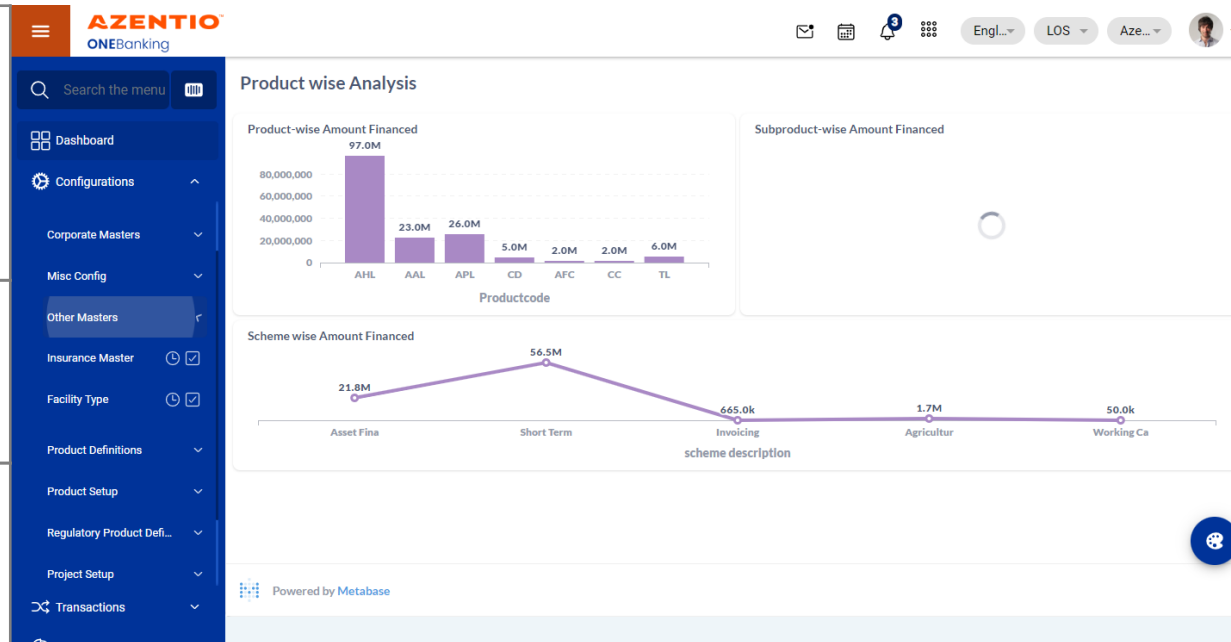 AZENTIO
ONEBanking
3
Engl...
LOS
Aze...
Search the menu
Dashboard
Configurations
Corporate Masters
Misc Config
Other Masters
Insurance Master
Facility Type
Product Definitions
Product Setup
Regulatory Product Defi...
Project Setup
Transactions
Product wise Analysis
Product-wise Amount Financed
97.0M
80,000,000
60,000,000
40,000,000
20,000,000
0
23.0M
26.0M
5.0M
2.0M
2.0M
6.0M
AHL
AAL
APL
CD
AFC
CC
TL
Productcode
Subproduct-wise Amount Financed
Scheme wise Amount Financed
21.8M
56.5M
665.0k
1.7M
50.0k
Asset Fina
Short Term
Invoicing
Agricultur
Working Ca
scheme description
Powered by Metabase